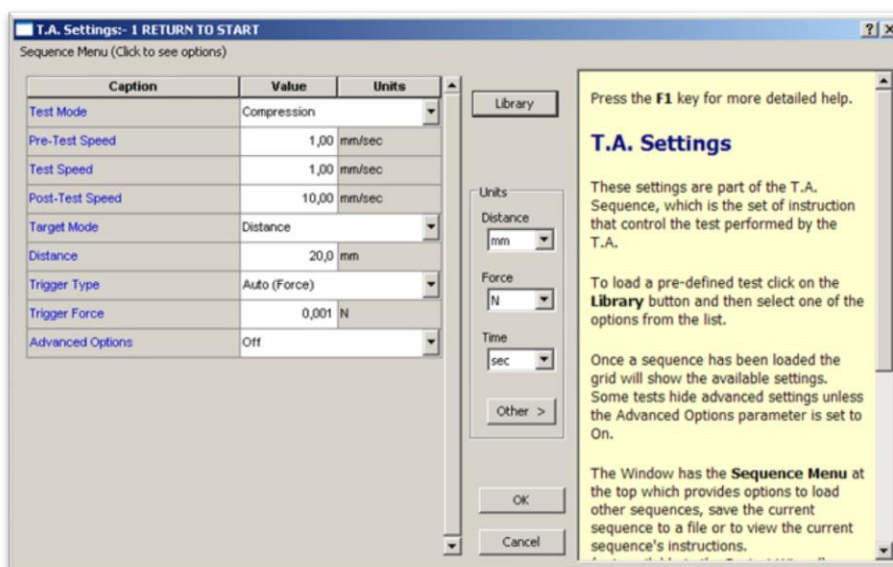 T.A. Settings:- 1 RETURN TO START
Sequence Menu (Click to see options)
Caption Value Units
Test Mode Compression
Pre-Test Speed 1,00 mm/sec
Test Speed 1,00 mm/sec
Post-Test Speed 10,00 mm/sec
Target Mode Distance
Distance 20,0 mm
Trigger Type Auto (Force)
Trigger Force 0,001 N
Advanced Options Off
Library
Units
Distance
mm
Force
N
Time
sec
Other >
OK
Cancel
Press the F1 key for more detailed help.
T.A. Settings
These settings are part of the T.A.
Sequence, which is the set of instruction
that control the test performed by the
T.A.
To load a pre-defined test click on the
Library button and then select one of the
options from the list.
Once a sequence has been loaded the
grid will show the available settings.
Some tests hide advanced settings unless
the Advanced Options parameter is set to
On.
The Window has the Sequence Menu at
the top which provides options to load
other sequences, save the current
sequence to a file or to view the current
sequence's instructions.